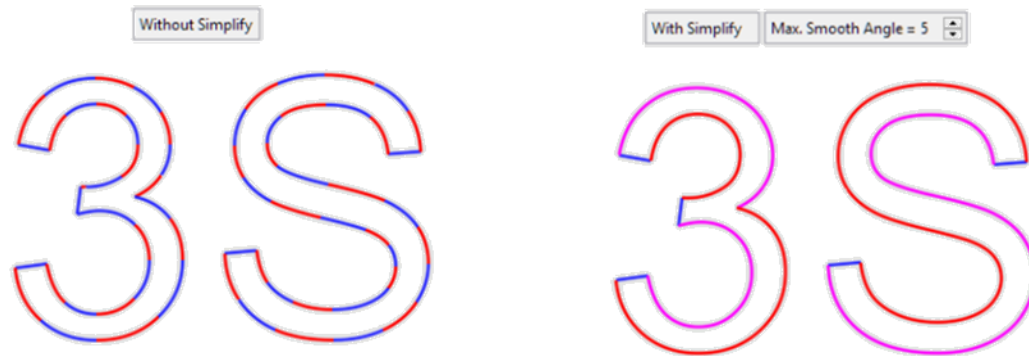 Without Simplify
With Simplify
Max. Smooth Angle = 5
3S
3S